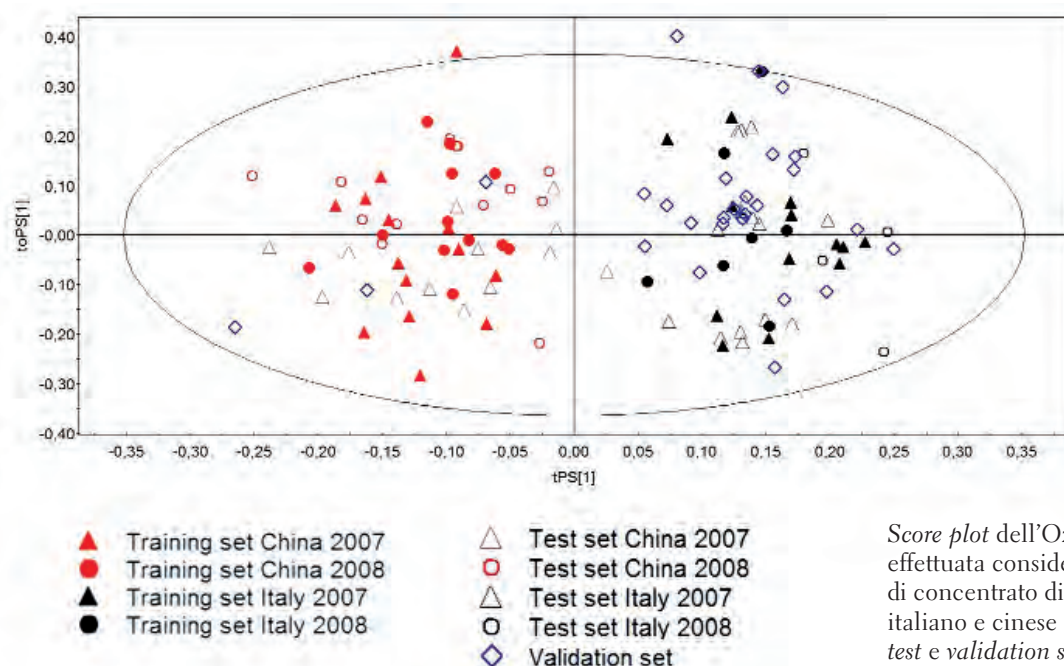 0,40
0,30
0,20
0,10
-0,00
-0,10
-0,20
-0,30
-0,40
toPS[1]
-0,35 -0,30 -0,25 -0,20 -0,15 -0,10 -0,05 0,00 0,05 0,10 0,15 0,20 0,25 0,30 0,35
tPS[1]
Training set China 2007
Training set China 2008
Training set Italy 2007
Training set Italy 2008
Test set China 2007
Test set China 2008
Test set Italy 2007
Test set Italy 2008
Validation set
Score plot
effettuata
di concentrato di
italiano e cinese
test e validation